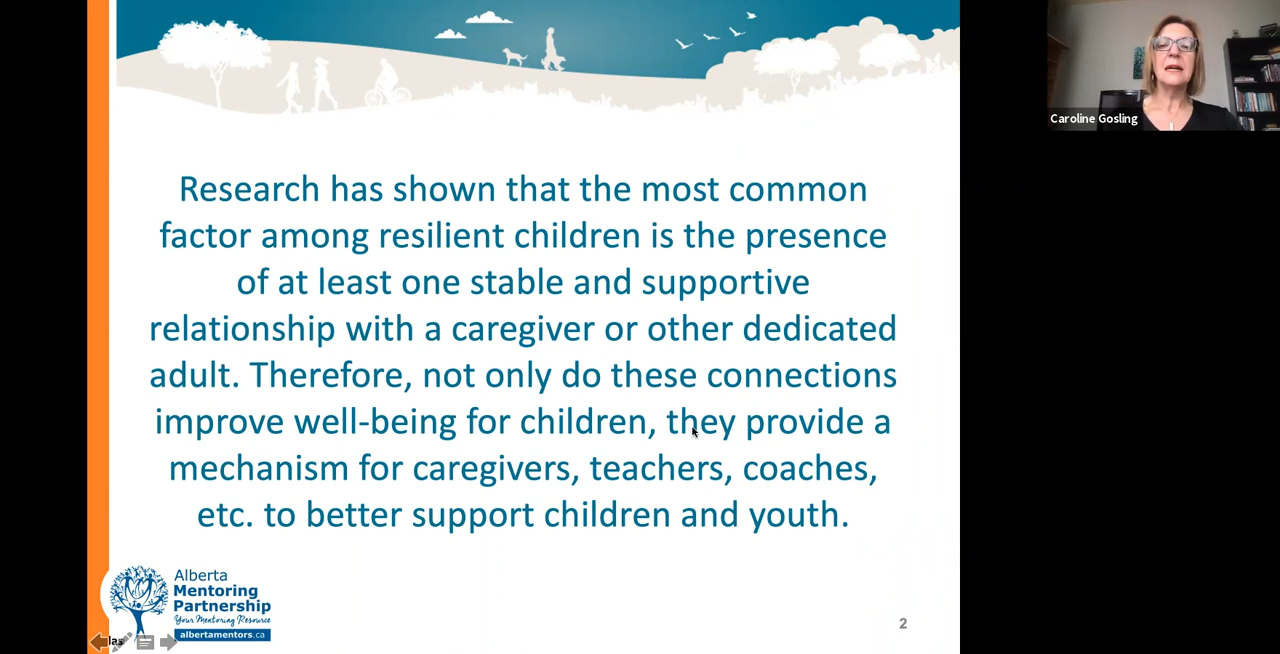 Research has shown that the most common
factor among resilient children is the presence
of at least one stable and supportive
relationship with a caregiver or other dedicated
adult. Therefore, not only do these connections
improve well-being for children, they provide a
mechanism for caregivers, teachers, coaches,
etc. to better support children and youth.
Alberta
Mentoring
Partnership
Your Mentoring Resource
albertamentors.ca
las
2
Caroline Gosling